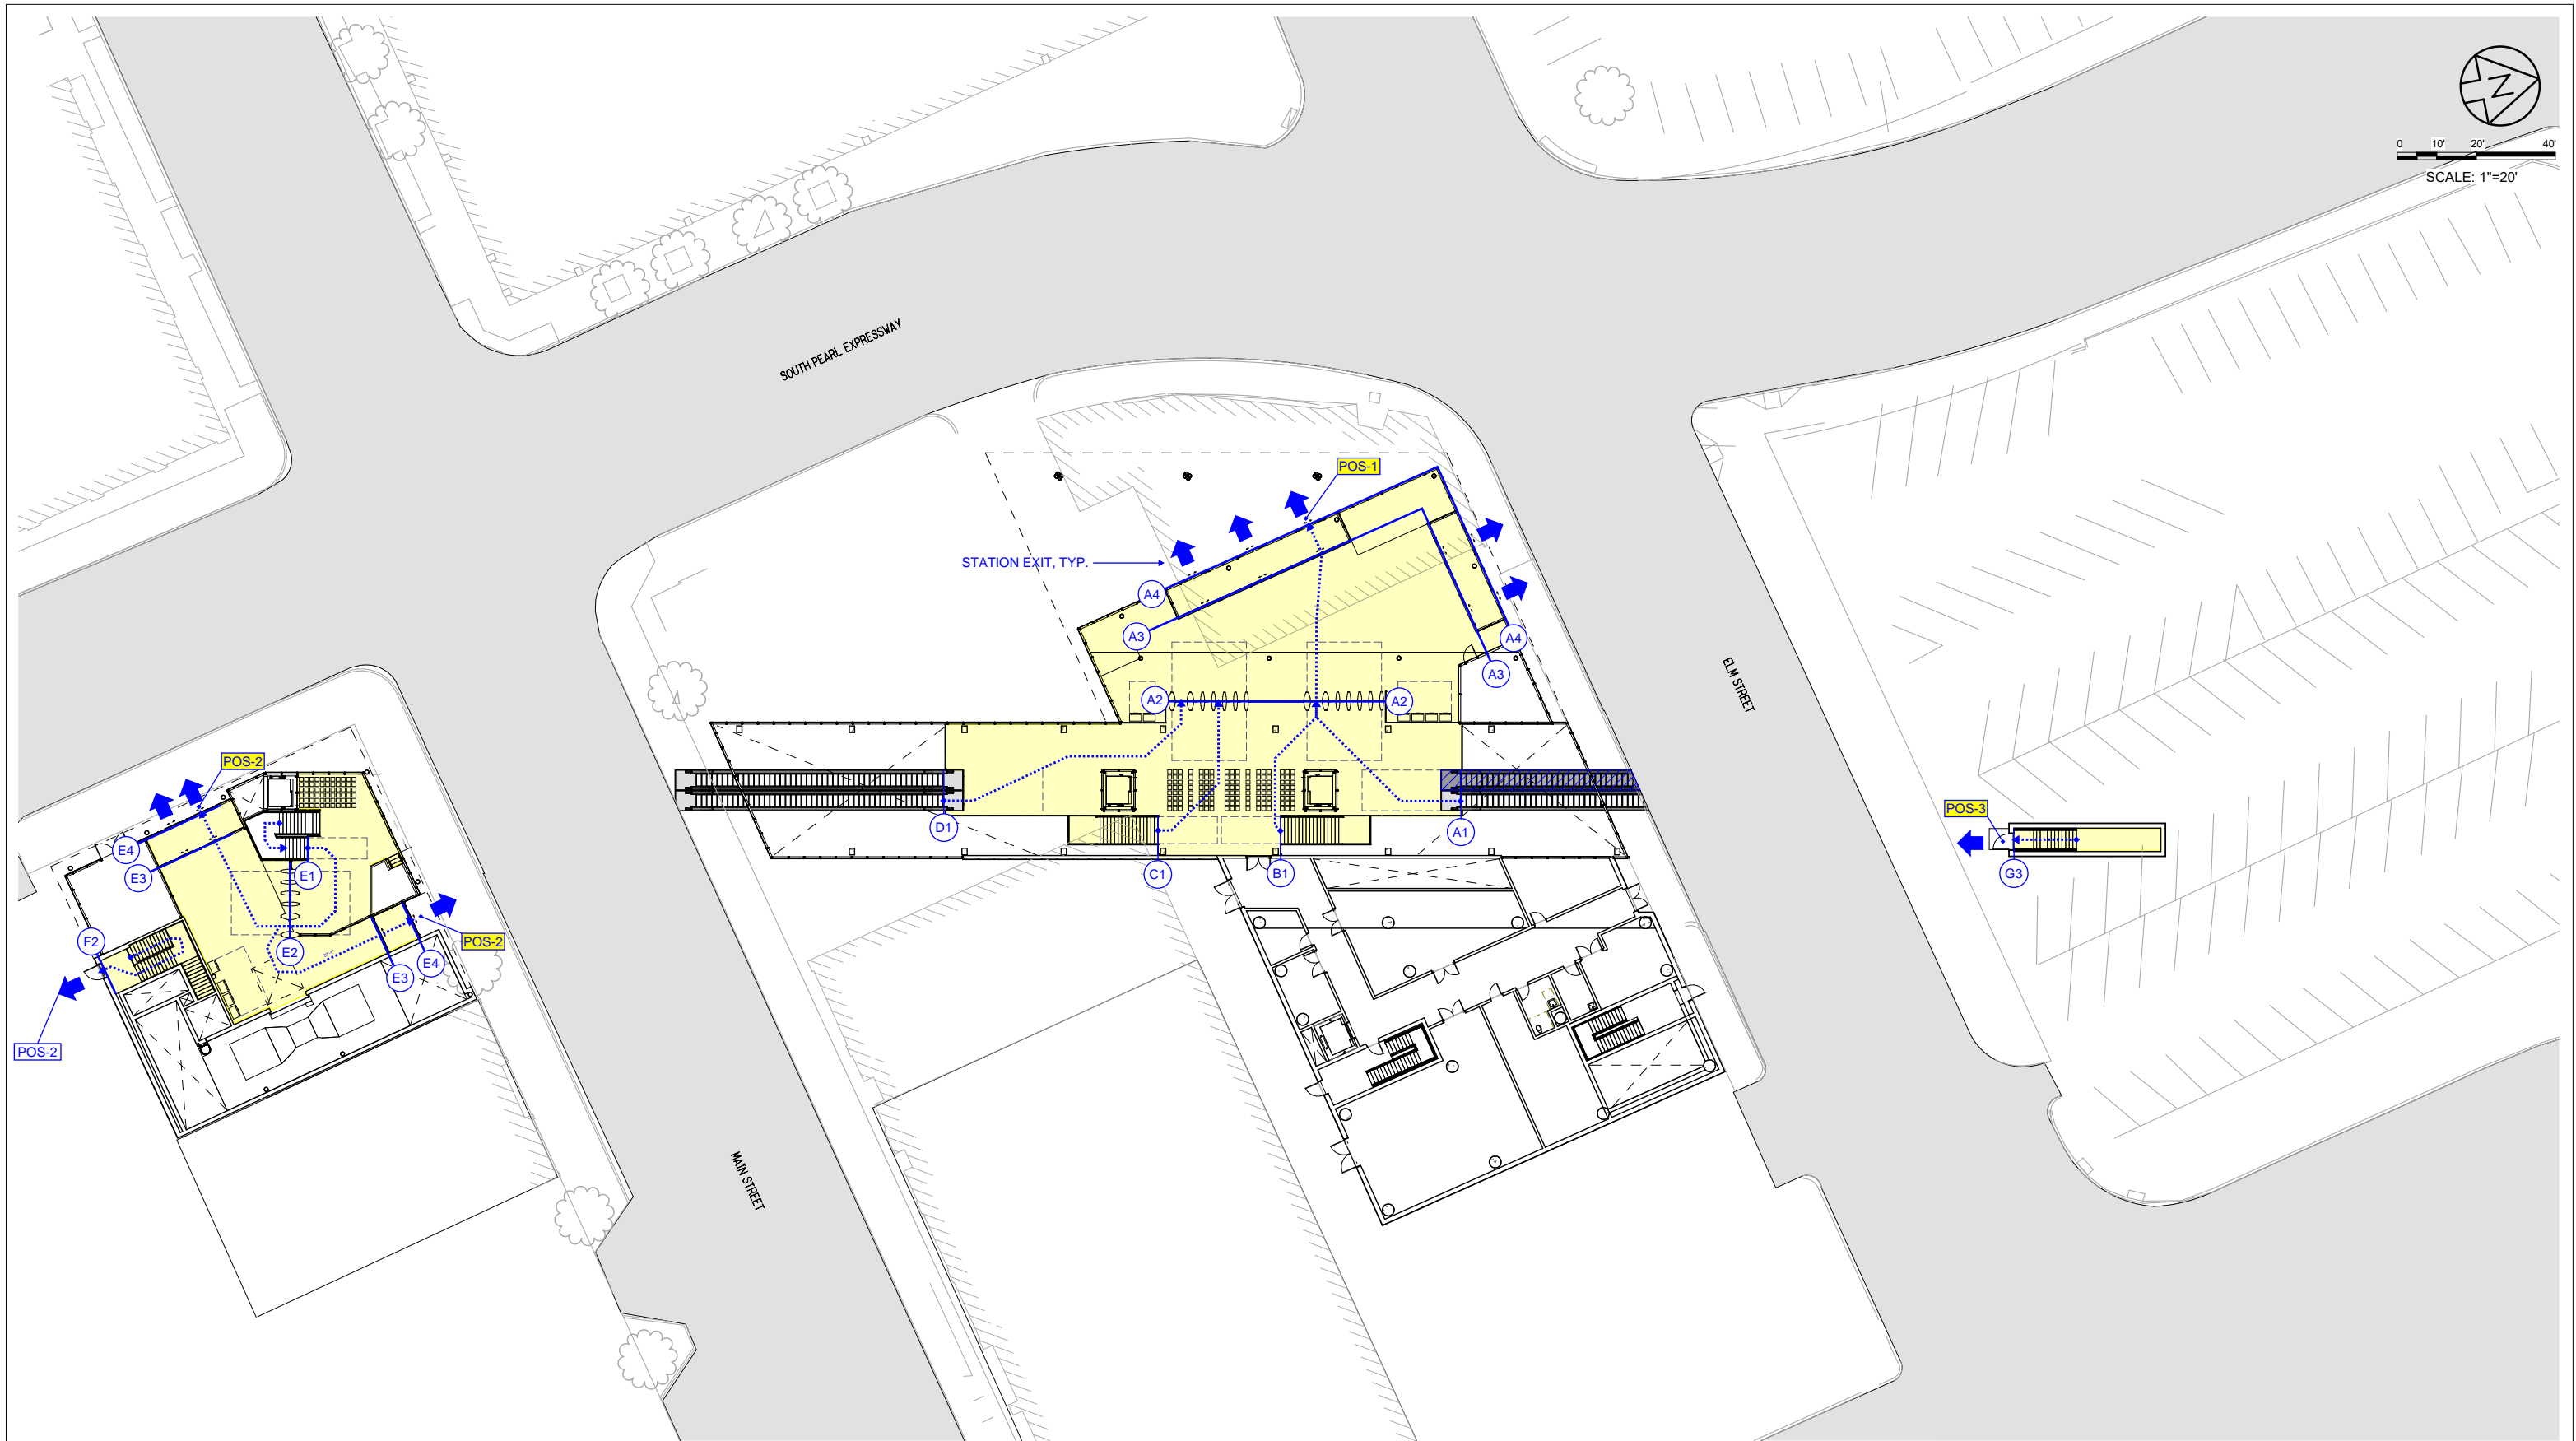 N
0 10' 20' 40'
SCALE: 1"=20'
SOUTH PEARL EXPRESSWAY
POS-1
STATION EXIT, TYP.
A4
A3
A4
A3
A2
A2
ELM STREET
POS-2
D1
A1
POS-3
E4
E3
E1
C1
B1
G3
F2
E2
POS-2
E4
E3
POS-2
MAIN STREET